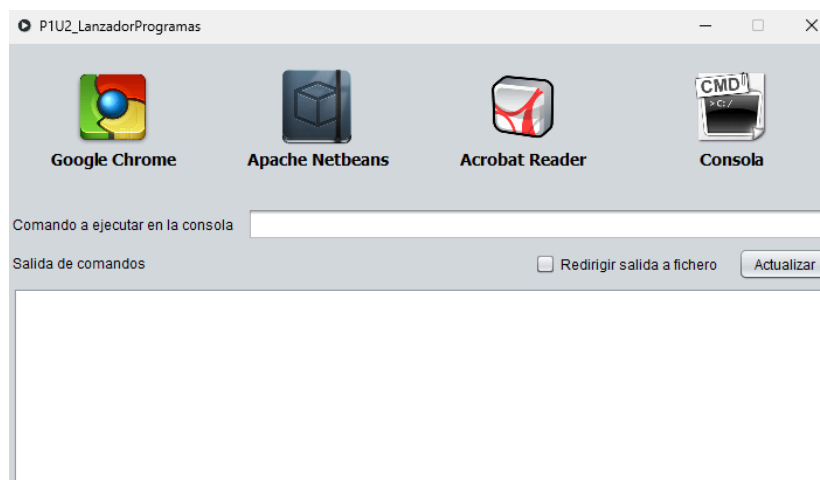 P1U2_LanzadorProgramas
CMD
>C:/
Google Chrome
Apache Netbeans
Acrobat Reader
Consola
Comando a ejecutar en la consola
Salida de comandos
Redirigir salida a fichero
Actualizar